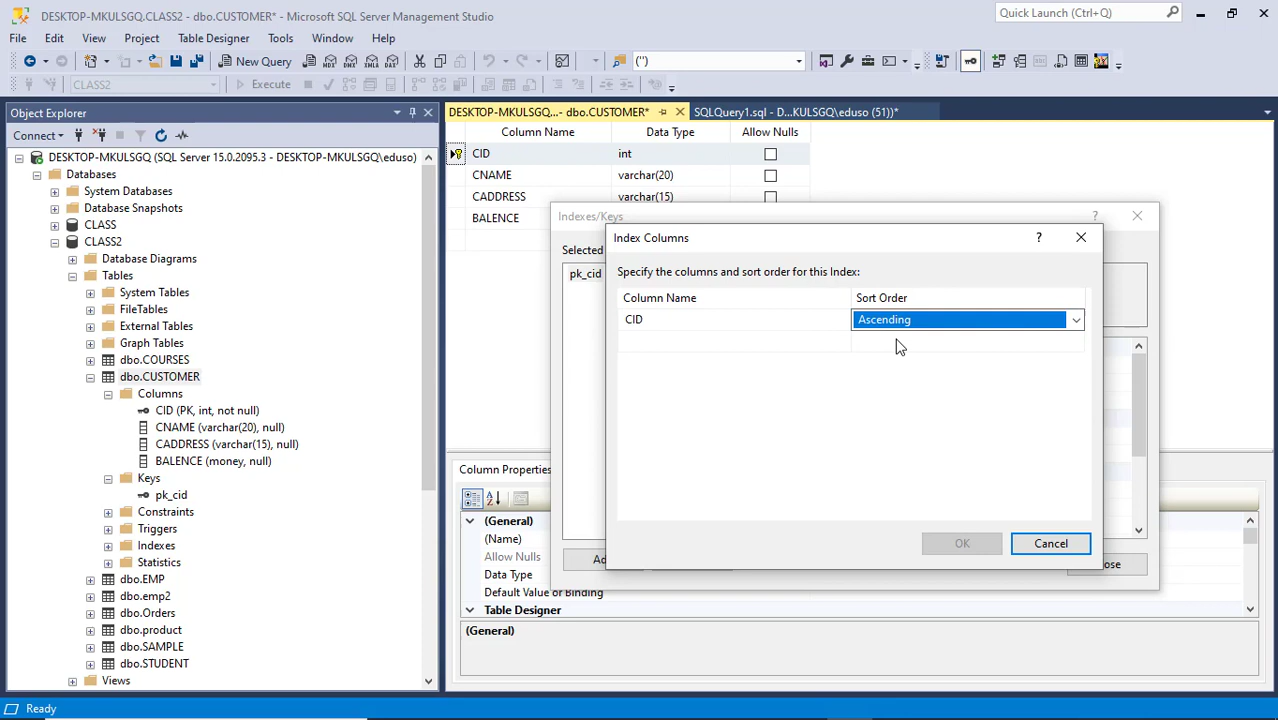 DESKTOP-MKULSGQ.CLASS2 - dbo.CUSTOMER* - Microsoft SQL Server Management Studio
Quick Launch (Ctrl+Q)
File Edit View Project Table Designer Tools Window Help
New Query
MDX DMX XMLA DAX
('')
CLASS2
Execute
Object Explorer
DESKTOP-MKULSGQ...- dbo.CUSTOMER*
SQLQuery1.sql - D...KULSGQ\eduso (51))*
Connect
DESKTOP-MKULSGQ (SQL Server 15.0.2095.3 - DESKTOP-MKULSGQ\eduso)
Databases
System Databases
Database Snapshots
CLASS
CLASS2
Database Diagrams
Tables
System Tables
FileTables
External Tables
Graph Tables
dbo.COURSES
dbo.CUSTOMER
Columns
CID (PK, int, not null)
CNAME (varchar(20), null)
CADDRESS (varchar(15), null)
BALENCE (money, null)
Keys
pk_cid
Constraints
Triggers
Indexes
Statistics
dbo.EMP
dbo.emp2
dbo.Orders
dbo.product
dbo.SAMPLE
dbo.STUDENT
Views
Column Name Data Type Allow Nulls
CID int
CNAME varchar(20)
CADDRESS varchar(15)
BALENCE
Indexes/Keys
?
Selected
pk_cid
Index Columns
?
Specify the columns and sort order for this Index:
Column Name Sort Order
CID Ascending
OK Cancel
Ad
ose
Column Properties
(General)
(Name)
Allow Nulls
Data Type
Default Value or Binding
Table Designer
(General)
Ready